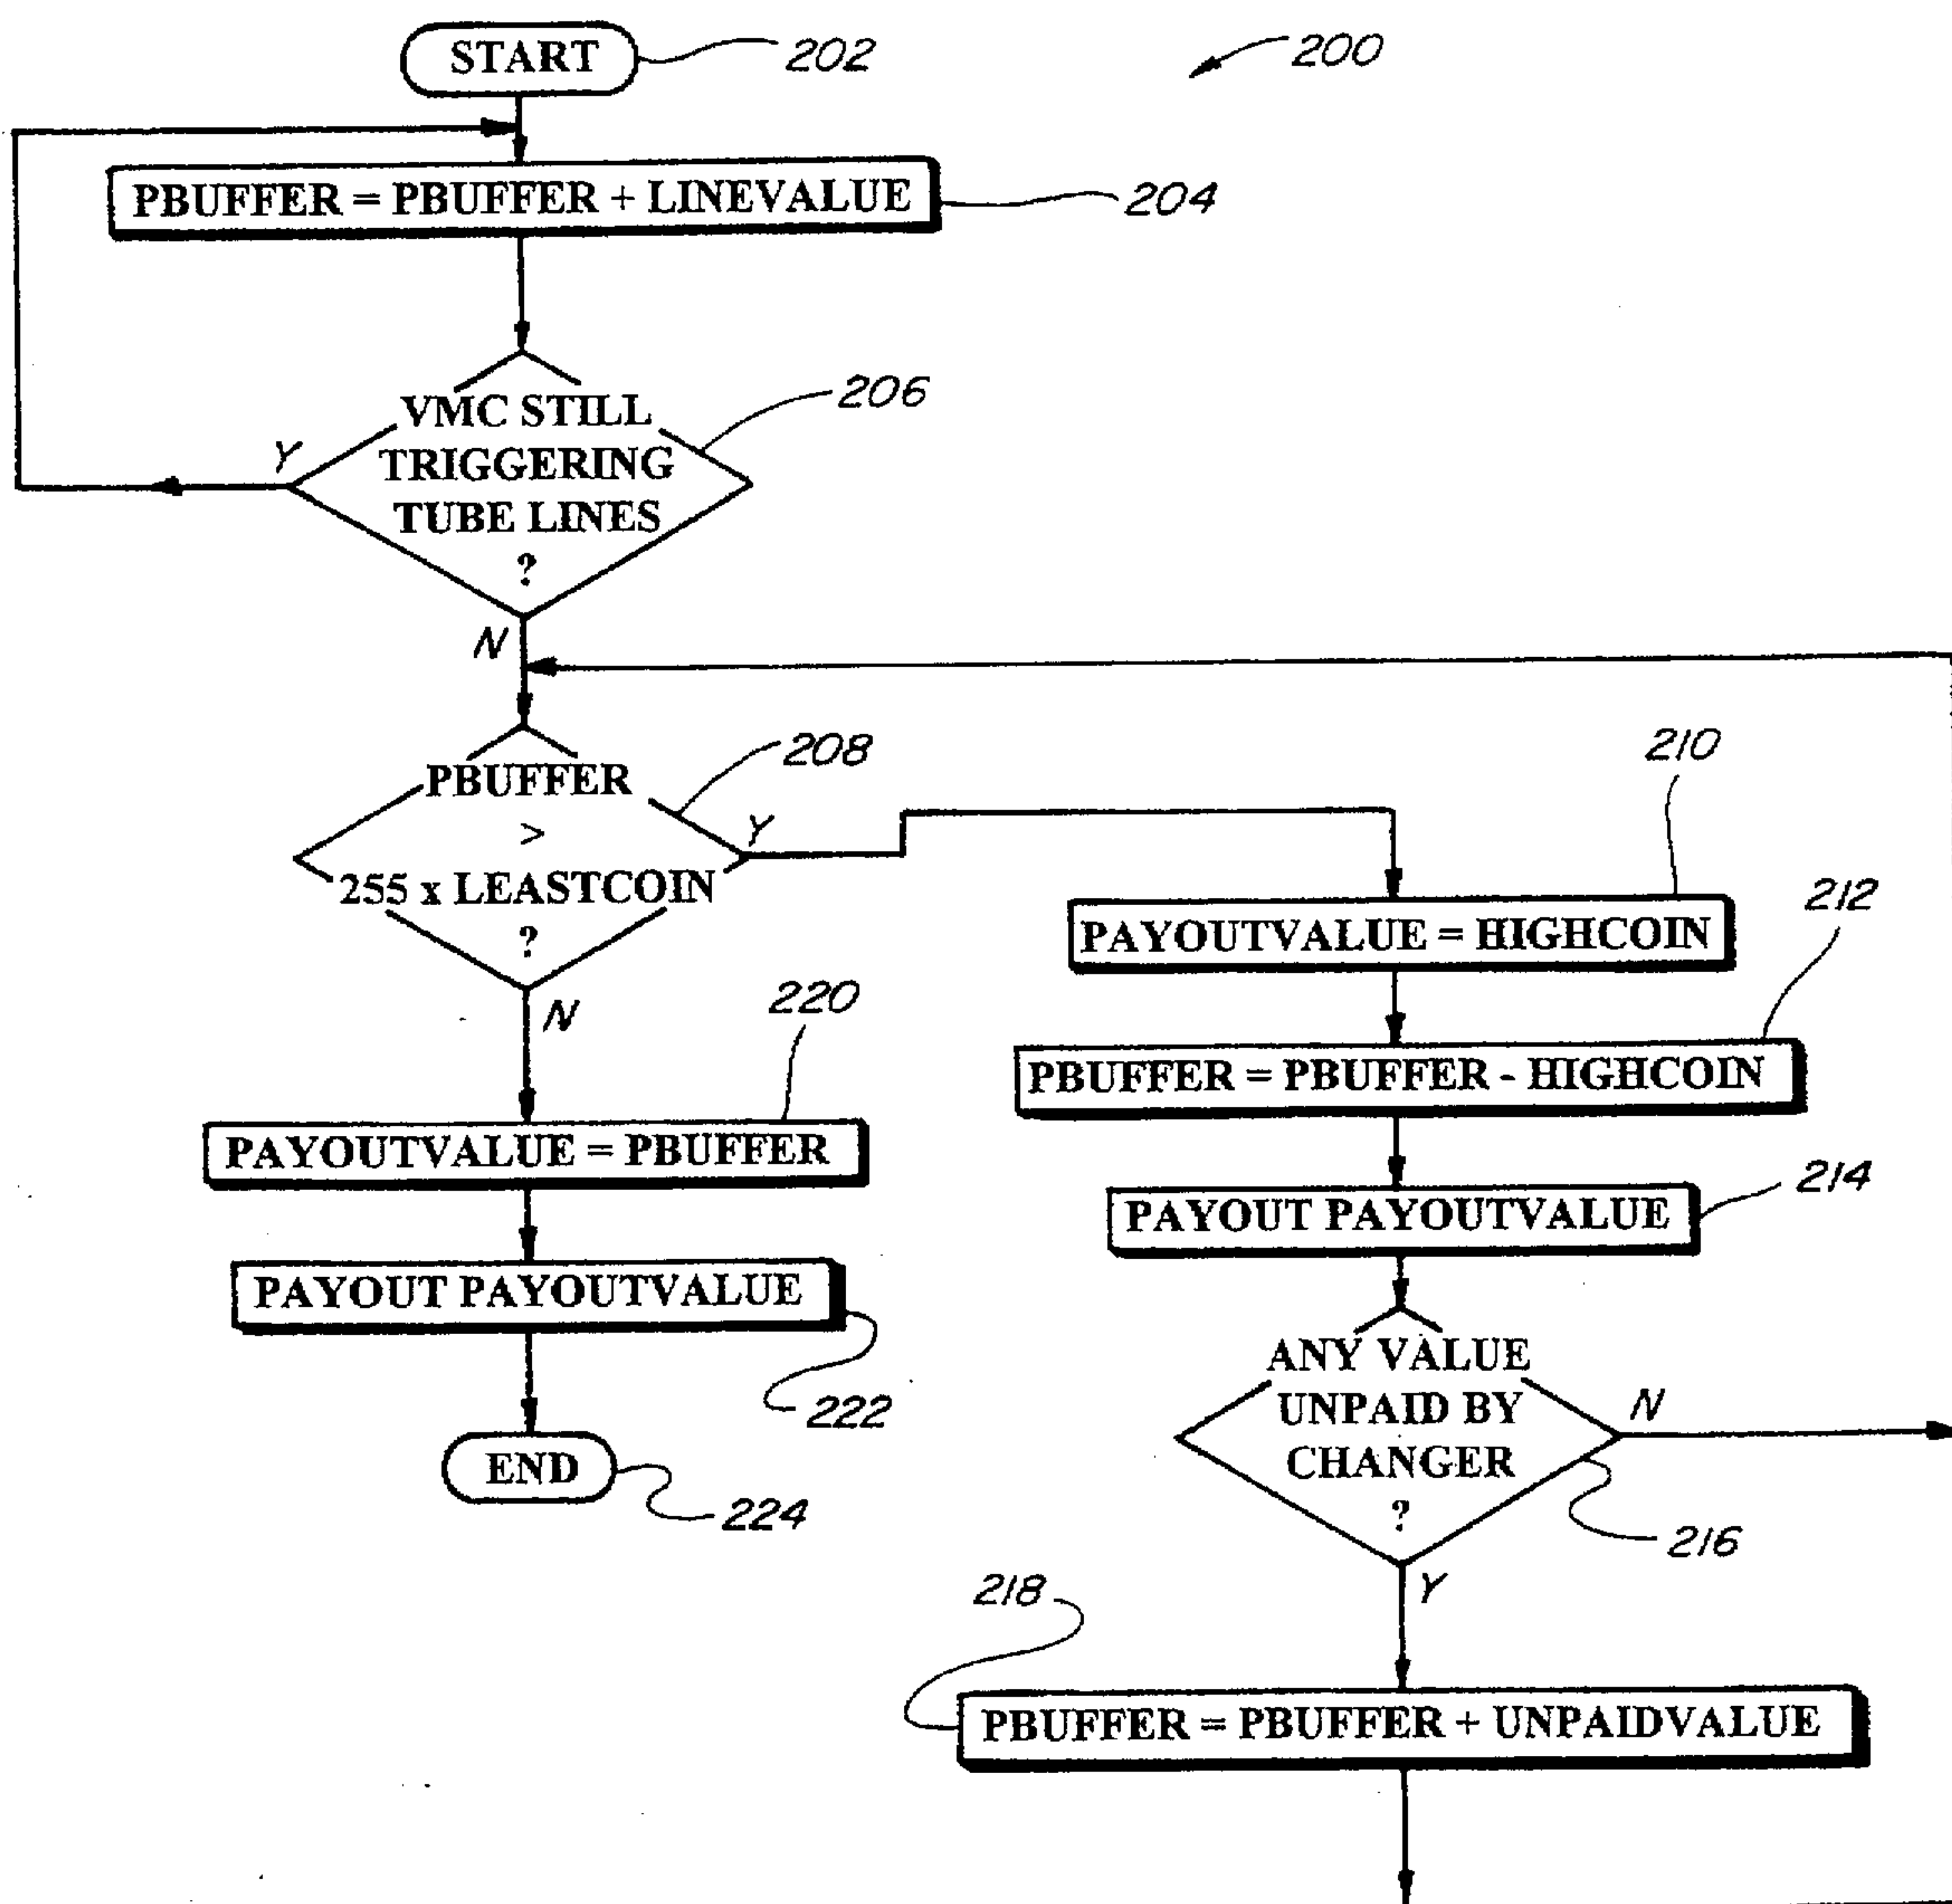 START
202
200
PBUFFER = PBUFFER + LINEVALUE
204
VMC STILL
TRIGGERING
TUBE LINES
?
206
Y
N
PBUFFER
>
255 x LEASTCOIN
?
208
Y
N
210
PAYOUTVALUE = HIGHCOIN
212
PBUFFER = PBUFFER - HIGHCOIN
214
PAYOUT PAYOUTVALUE
220
PAYOUTVALUE = PBUFFER
PAYOUT PAYOUTVALUE
222
END
224
ANY VALUE
UNPAID BY
CHANGER
?
N
216
Y
218
PBUFFER = PBUFFER + UNPAIDVALUE